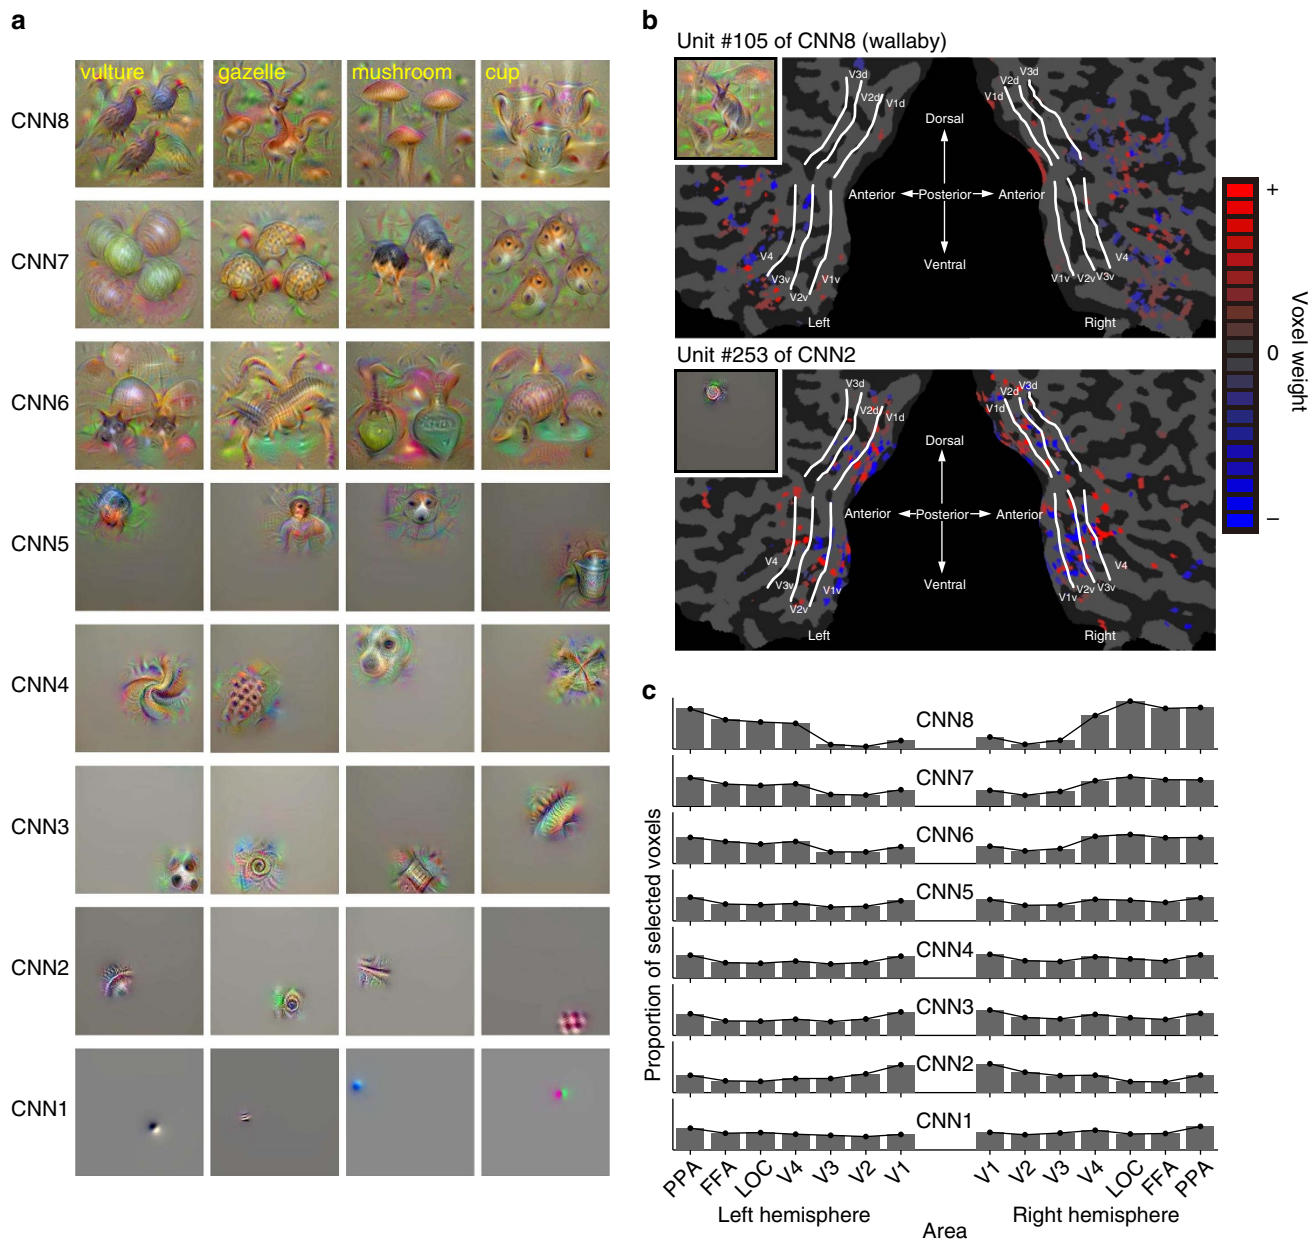 a
vulture
gazelle
mushroom
cup
CNN8
CNN7
CNN6
CNN5
CNN4
CNN3
CNN2
CNN1
b
Unit #105 of CNN8 (wallaby)
V3d
V2d
V1d
V3d
V2d
V1d
Dorsal
Anterior
Posterior
Anterior
Ventral
V4
V3v
V2v
V1v
V1v
V2v
V3v
V4
Left
Right
Unit #253 of CNN2
V3d
V2d
V1d
V3d
V2d
V1d
Dorsal
Anterior
Posterior
Anterior
Ventral
V4
V3v
V2v
V1v
V1v
V2v
V3v
V4
Left
Right
+
0
–
Voxel weight
c
Proportion of selected voxels
CNN8
CNN7
CNN6
CNN5
CNN4
CNN3
CNN2
CNN1
PPA
FFA
LOC
V4
V3
V2
V1
V1
V2
V3
V4
LOC
FFA
PPA
Left hemisphere
Right hemisphere
Area